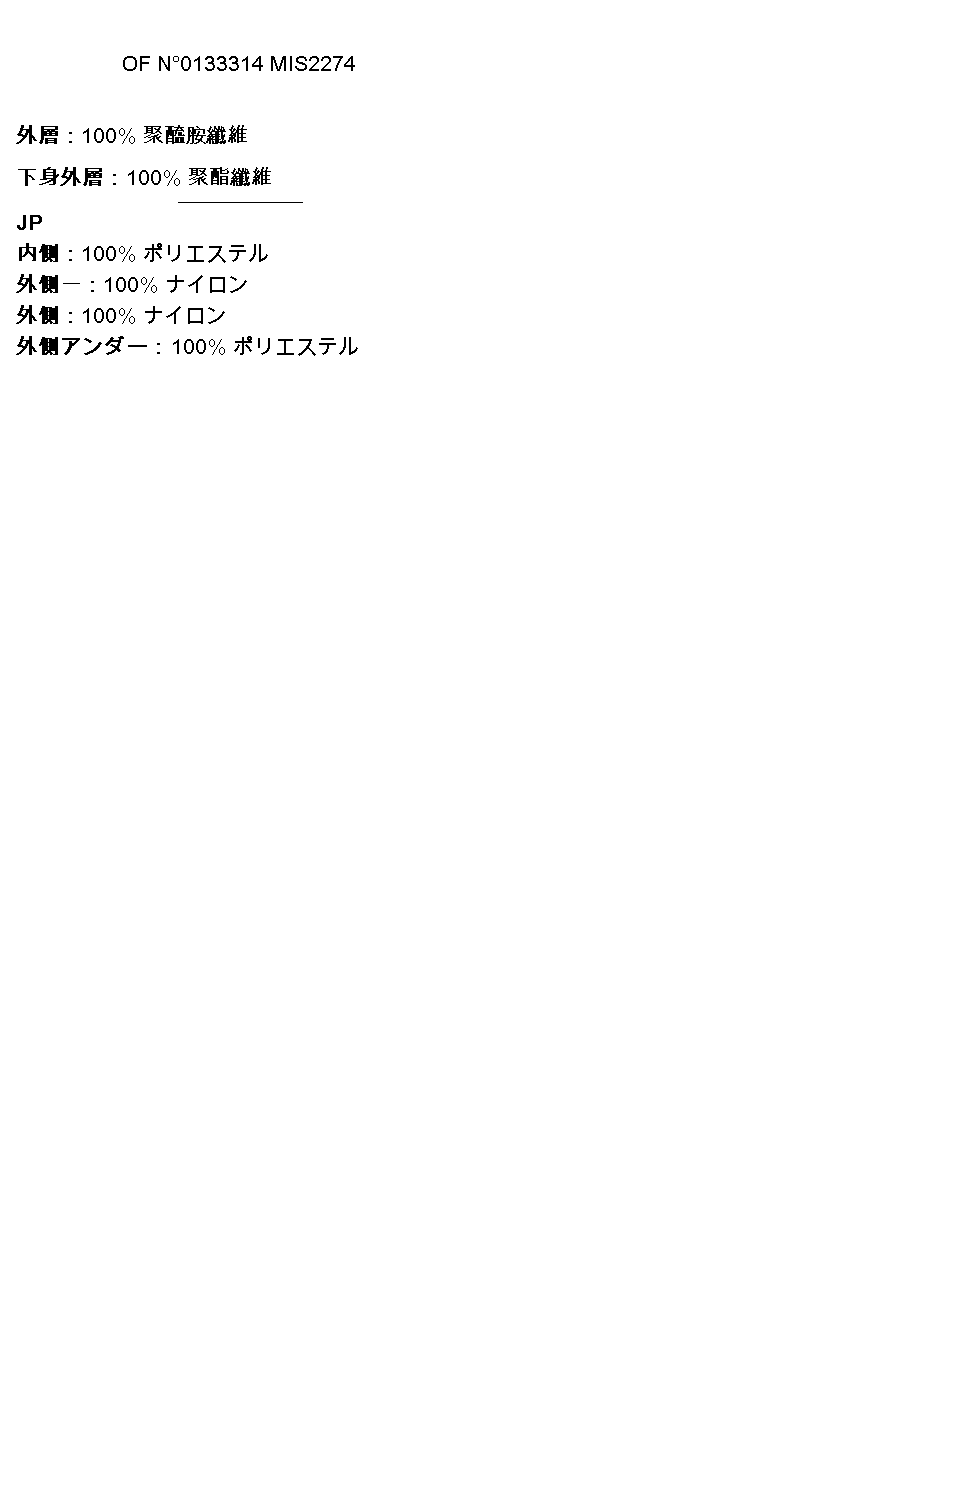 OF N°0133314 MIS2274
外層 : 100% 聚醯胺纖維
下身外層 : 100% 聚酯纖維
JP
内側 : 100% ポリエステル
外側一 : 100% ナイロン
外側 : 100% ナイロン
外側アンダー : 100% ポリエステル